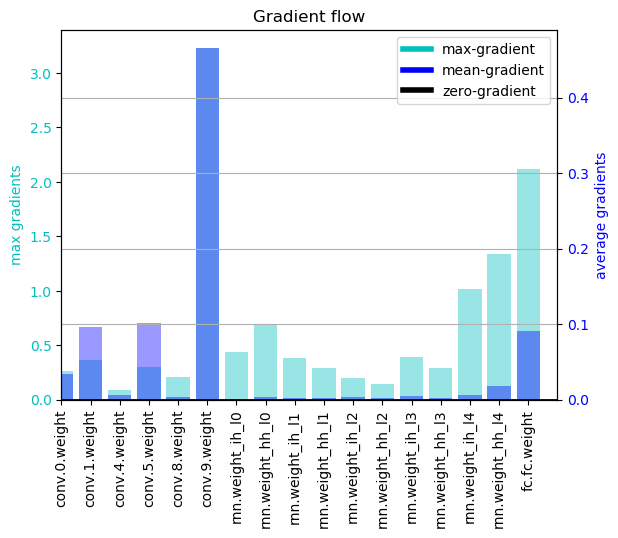 Gradient flow
max-gradient
mean-gradient
zero-gradient
3.0
2.5
2.0
1.5
1.0
0.5
0.0
max gradients
0.4
0.3
0.2
0.1
0.0
average gradients
conv.0.weight
conv.1.weight
conv.4.weight
conv.5.weight
conv.8.weight
conv.9.weight
rnn.weight_ih_l0
rnn.weight_hh_l0
rnn.weight_ih_l1
rnn.weight_hh_l1
rnn.weight_ih_l2
rnn.weight_hh_l2
rnn.weight_ih_l3
rnn.weight_hh_l3
rnn.weight_ih_l4
rnn.weight_hh_l4
fc.fc.weight